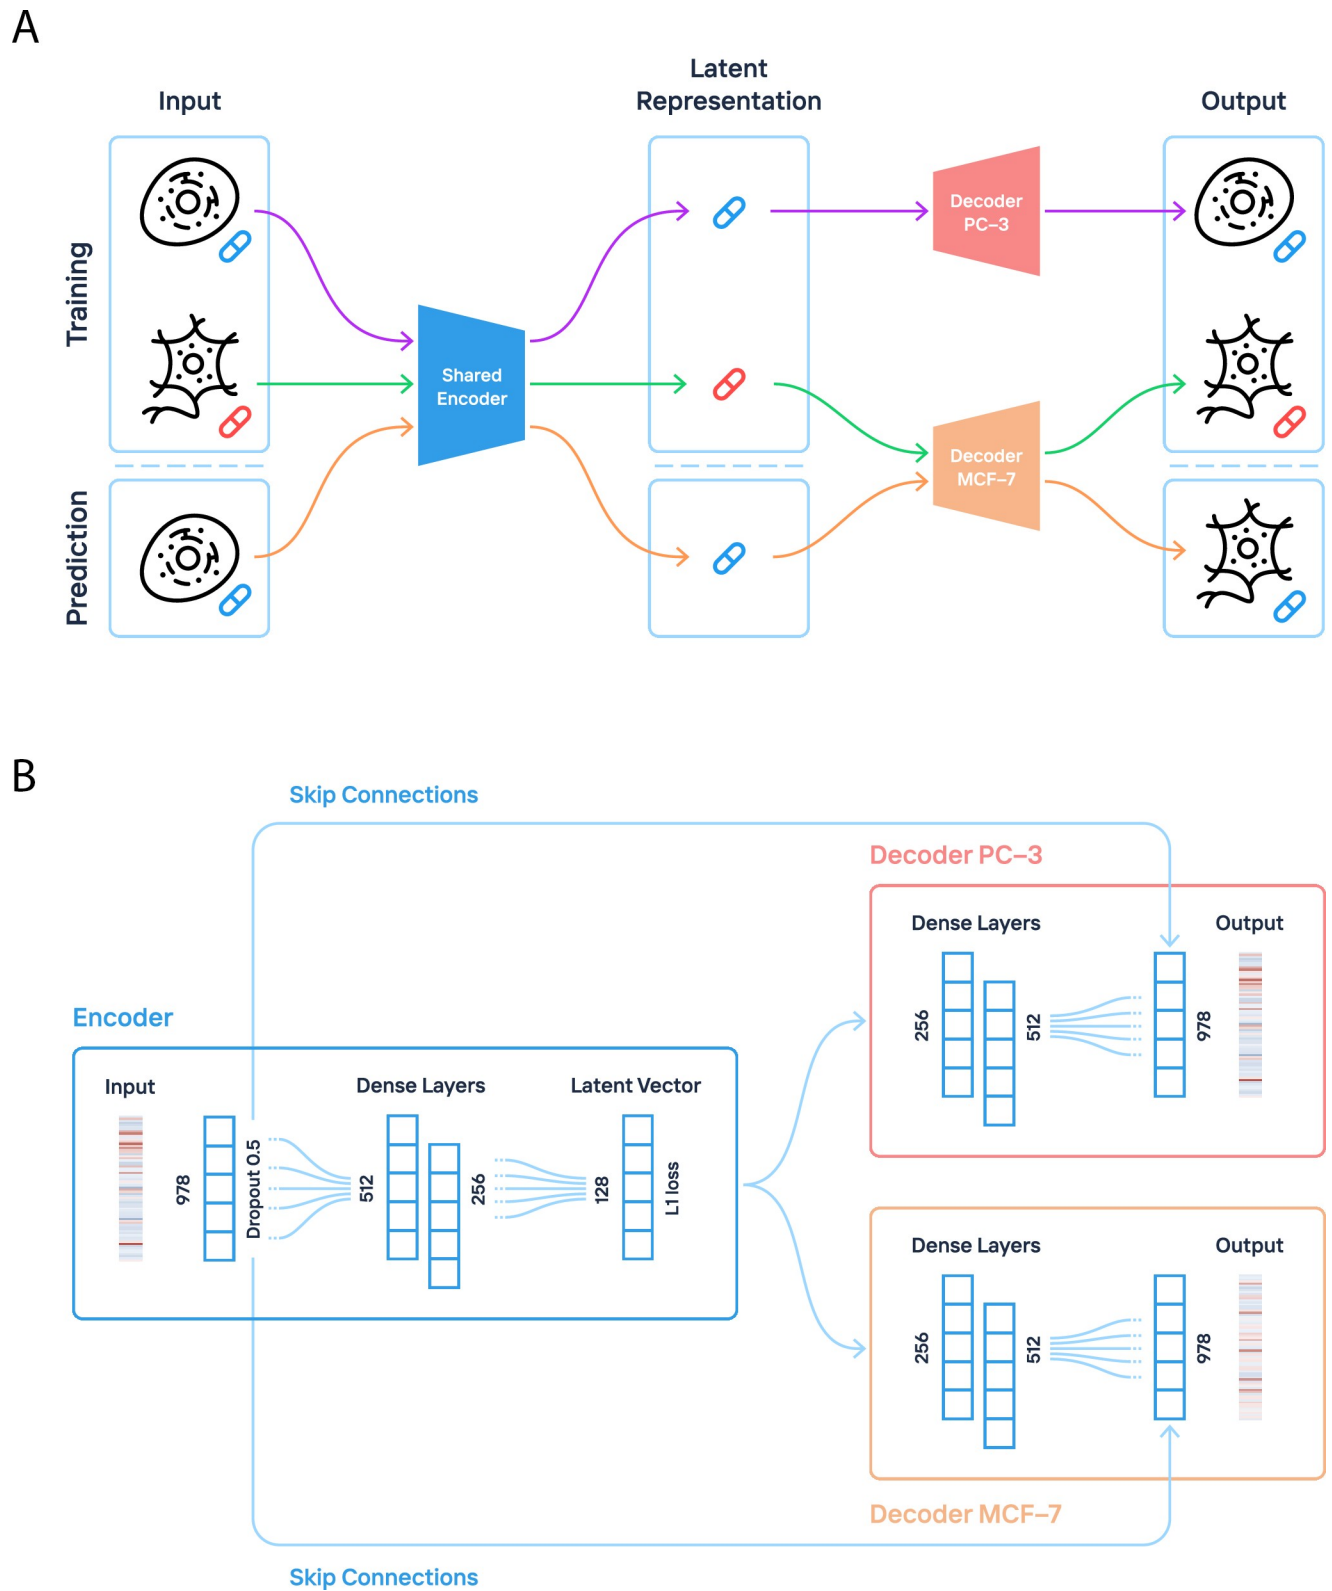 A
Input
Latent
Representation
Output
Training
Shared
Encoder
Decoder
PC-3
Decoder
MCF-7
Prediction
B
Skip Connections
Decoder PC-3
Dense Layers
Output
256
512
978
Encoder
Input
Dense Layers
Latent Vector
978
Dropout 0.5
512
256
128
L1 loss
Dense Layers
Output
256
512
978
Decoder MCF-7
Skip Connections